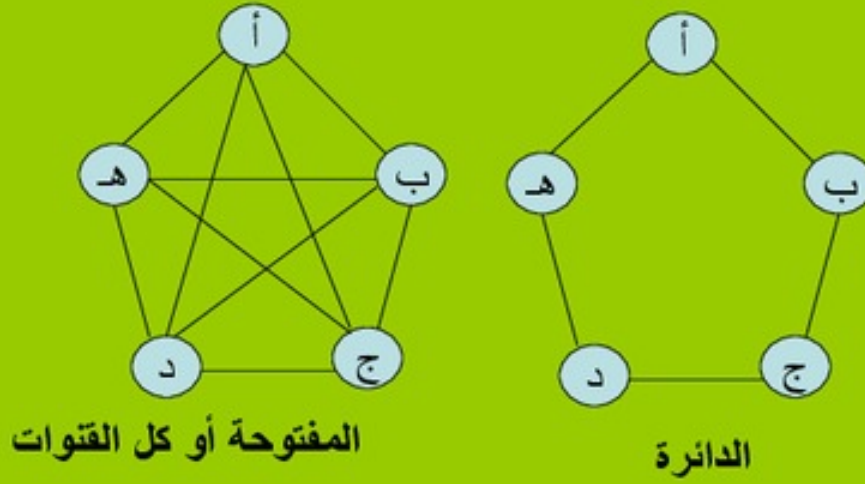 أ
ب
ج
د
هـ
الدائرة
أ
ب
ج
د
هـ
المفتوحة أو كل القنوات